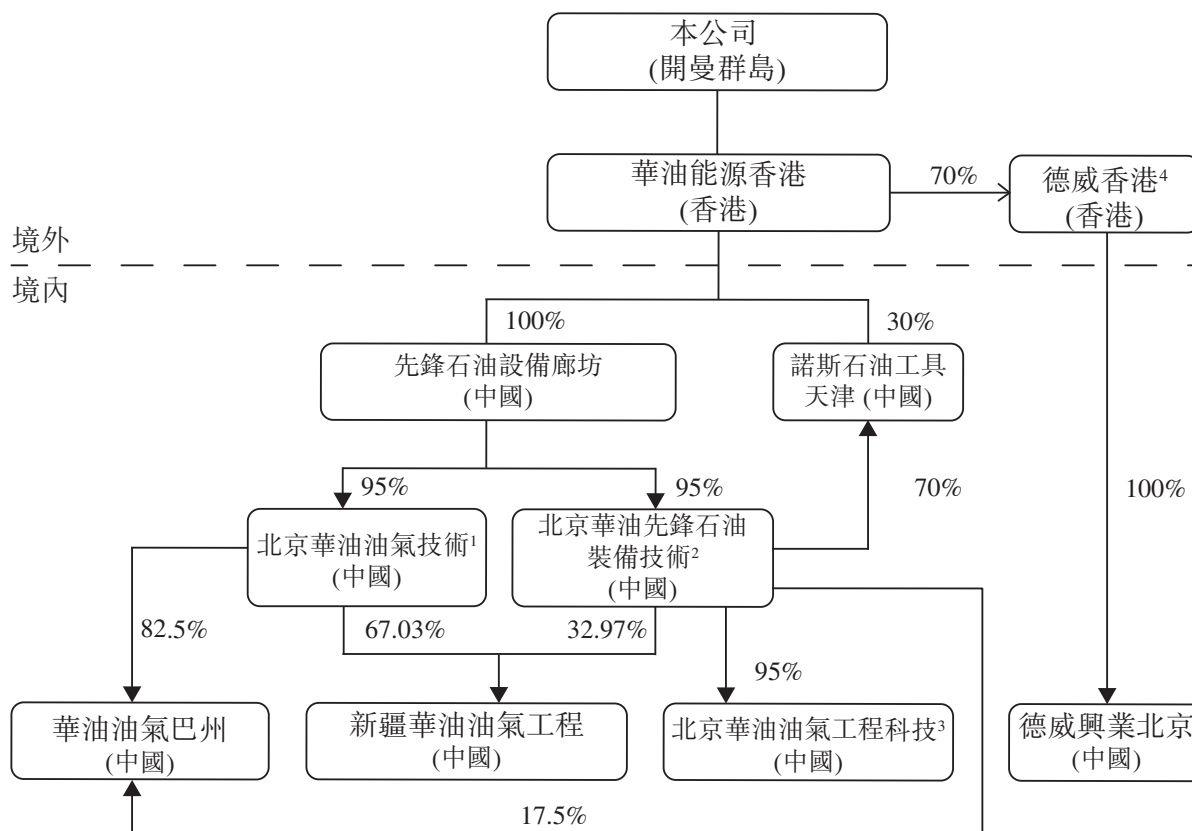 本公司
(開曼群島)
華油能源香港
(香港)
70%
德威香港⁴
(香港)
境外
境內
100%
30%
先鋒石油設備廊坊
(中國)
諾斯石油工具
天津 (中國)
95%
95%
70%
100%
北京華油油氣技術¹
(中國)
北京華油先鋒石油
裝備技術²
(中國)
82.5%
67.03%
32.97%
95%
華油油氣巴州
(中國)
新疆華油油氣工程
(中國)
北京華油油氣工程科技³
(中國)
德威興業北京
(中國)
17.5%